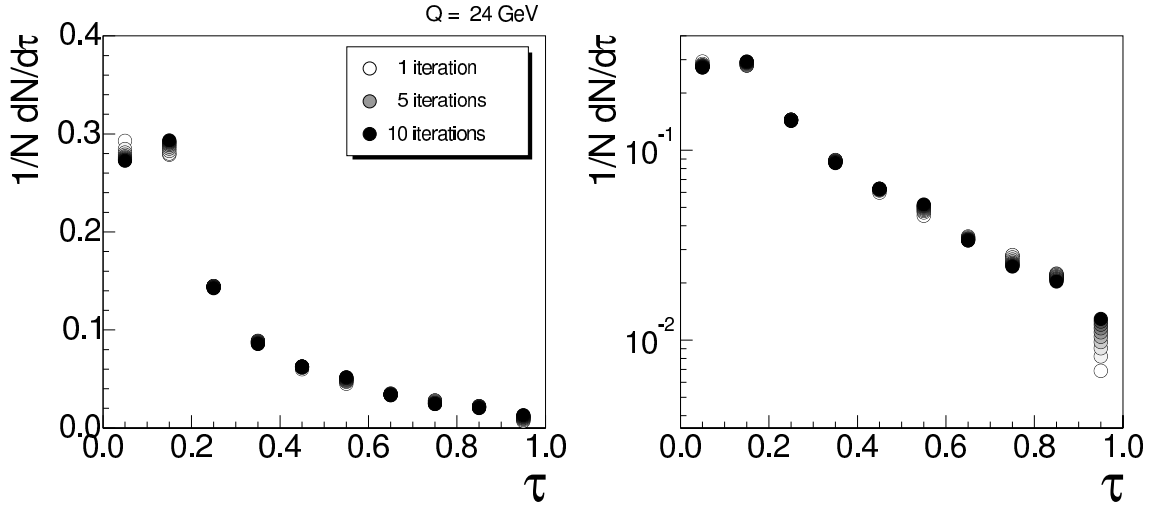 Q = 24 GeV
1/N dN/dτ
0.4
0.3
0.2
0.1
0.0
1 iteration
5 iterations
10 iterations
0.0 0.2 0.4 0.6 0.8 1.0
τ
1/N dN/dτ
10-1
10-2
0.0 0.2 0.4 0.6 0.8 1.0
τ